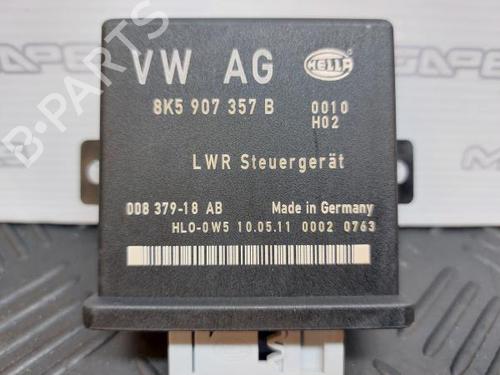 VW AG
HELLA
8K5 907 357 B
0010
H02
LWR Steuergerät
008 379-18 AB
Made in Germany
HLO-0W5 10.05.11 0002 0763
B-PARTS